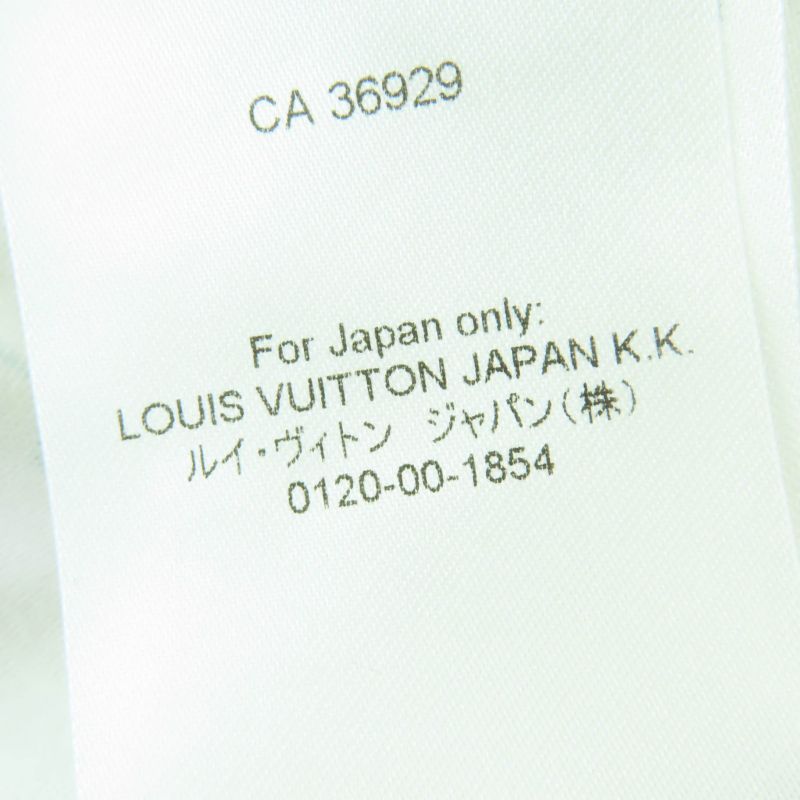 CA 36929
For Japan only:
LOUIS VUITTON JAPAN K.K.
ルイ・ヴィトン ジャパン(株)
0120-00-1854